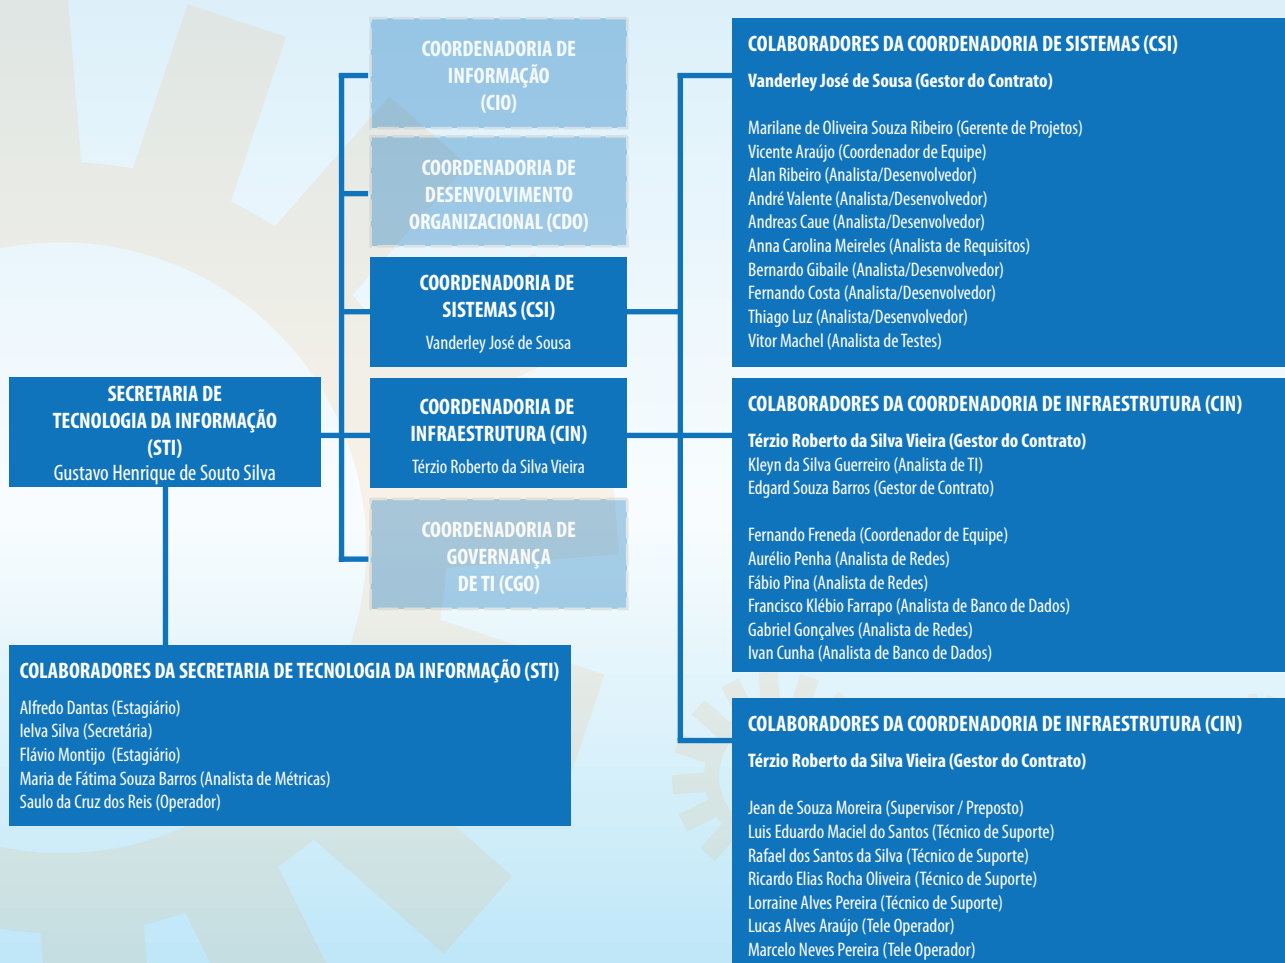 COORDENADORIA DE
INFORMAÇÃO
(CIO)
COORDENADORIA DE
DESENVOLVIMENTO
ORGANIZACIONAL (CDO)
COORDENADORIA DE
SISTEMAS (CSI)
Vanderley José de Sousa
SECRETARIA DE
TECNOLOGIA DA INFORMAÇÃO
(STI)
Gustavo Henrique de Souto Silva
COORDENADORIA DE
INFRAESTRUTURA (CIN)
Térzio Roberto da Silva Vieira
COORDENADORIA DE
GOVERNANÇA
DE TI (CGO)
COLABORADORES DA SECRETARIA DE TECNOLOGIA DA INFORMAÇÃO (STI)
Alfredo Dantas (Estagiário)
Ielva Silva (Secretária)
Flávio Montijo (Estagiário)
Maria de Fátima Souza Barros (Analista de Métricas)
Saulo da Cruz dos Reis (Operador)
COLABORADORES DA COORDENADORIA DE SISTEMAS (CSI)
Vanderley José de Sousa (Gestor do Contrato)
Marilane de Oliveira Souza Ribeiro (Gerente de Projetos)
Vicente Araújo (Coordenador de Equipe)
Alan Ribeiro (Analista/Desenvolvedor)
André Valente (Analista/Desenvolvedor)
Andreas Caue (Analista/Desenvolvedor)
Anna Carolina Meireles (Analista de Requisitos)
Bernardo Gibaile (Analista/Desenvolvedor)
Fernando Costa (Analista/Desenvolvedor)
Thiago Luz (Analista/Desenvolvedor)
Vitor Machel (Analista de Testes)
COLABORADORES DA COORDENADORIA DE INFRAESTRUTURA (CIN)
Térzio Roberto da Silva Vieira (Gestor do Contrato)
Kleyn da Silva Guerreiro (Analista de TI)
Edgard Souza Barros (Gestor de Contrato)
Fernando Freneda (Coordenador de Equipe)
Aurélio Penha (Analista de Redes)
Fábio Pina (Analista de Redes)
Francisco Klébio Farrapo (Analista de Banco de Dados)
Gabriel Gonçalves (Analista de Redes)
Ivan Cunha (Analista de Banco de Dados)
COLABORADORES DA COORDENADORIA DE INFRAESTRUTURA (CIN)
Térzio Roberto da Silva Vieira (Gestor do Contrato)
Jean de Souza Moreira (Supervisor / Preposto)
Luis Eduardo Maciel do Santos (Técnico de Suporte)
Rafael dos Santos da Silva (Técnico de Suporte)
Ricardo Elias Rocha Oliveira (Técnico de Suporte)
Lorraine Alves Pereira (Técnico de Suporte)
Lucas Alves Araújo (Tele Operador)
Marcelo Neves Pereira (Tele Operador)